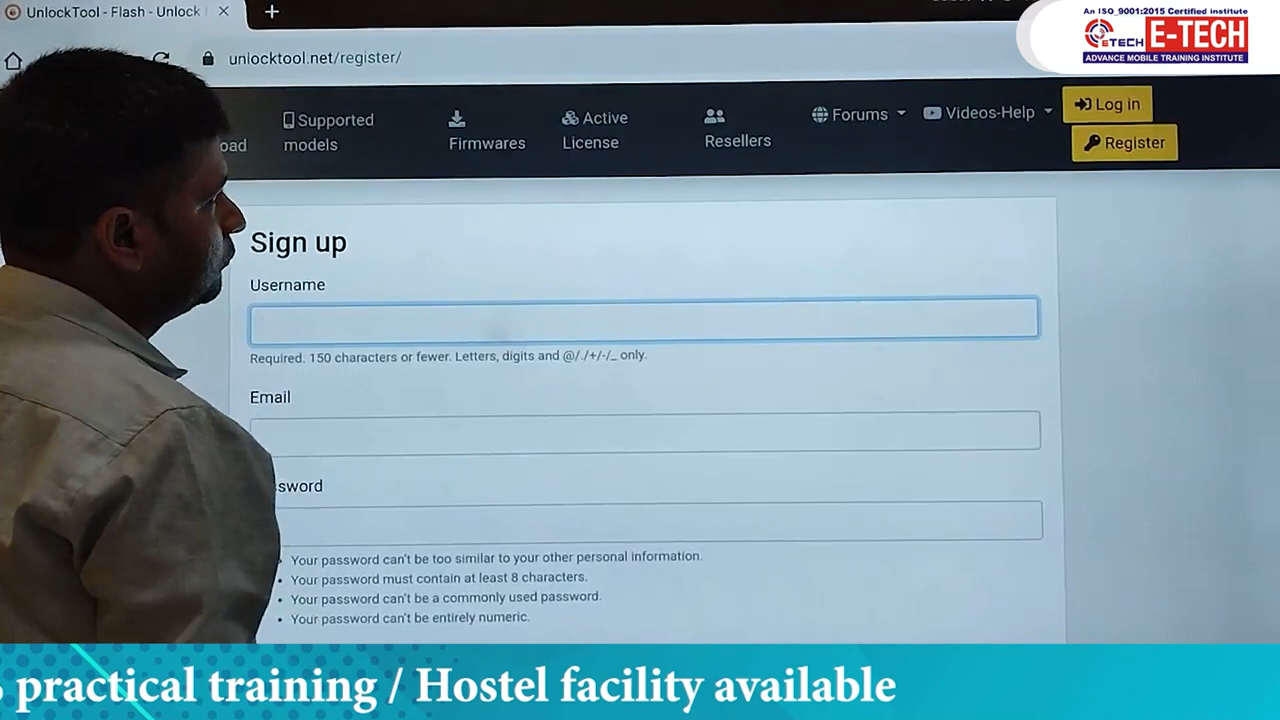 UnlockTool - Flash - Unlock
An ISO 9001:2015 Certified institute
unlocktool.net/register/
ETECH E-TECH
ADVANCE MOBILE TRAINING INSTITUTE
oad
Supported models
Firmwares
Active License
Resellers
Forums
Videos-Help
Log in
Register
Sign up
Username
Required. 150 characters or fewer. Letters, digits and @/./+/-/_ only.
Email
sword
• Your password can't be too similar to your other personal information.
• Your password must contain at least 8 characters.
• Your password can't be a commonly used password.
• Your password can't be entirely numeric.
practical training / Hostel facility available